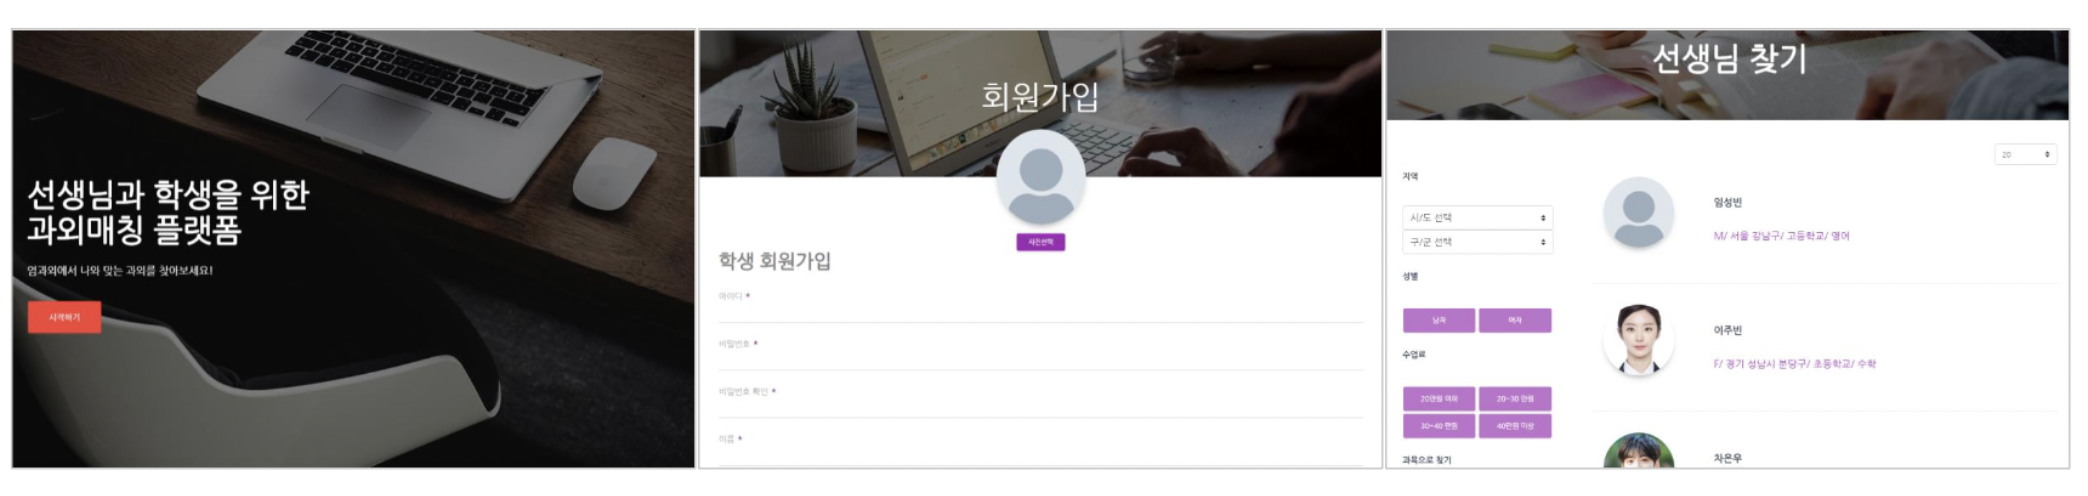 선생님과 학생을 위한
과외매칭 플랫폼
엄과외에서 나와 맞는 과외를 찾아보세요!
시작하기
회원가입
사진선택
학생 회원가입
아이디 *
비밀번호 *
비밀번호 확인 *
이름 *
선생님 찾기
20
지역
시/도 선택
구/군 선택
성별
남자
여자
수업료
20만원 이하
20~30 만원
30~40 만원
40만원 이상
과목으로 찾기
임성빈
M/ 서울 강남구/ 고등학교/ 영어
이주빈
F/ 경기 성남시 분당구/ 초등학교/ 수학
차은우